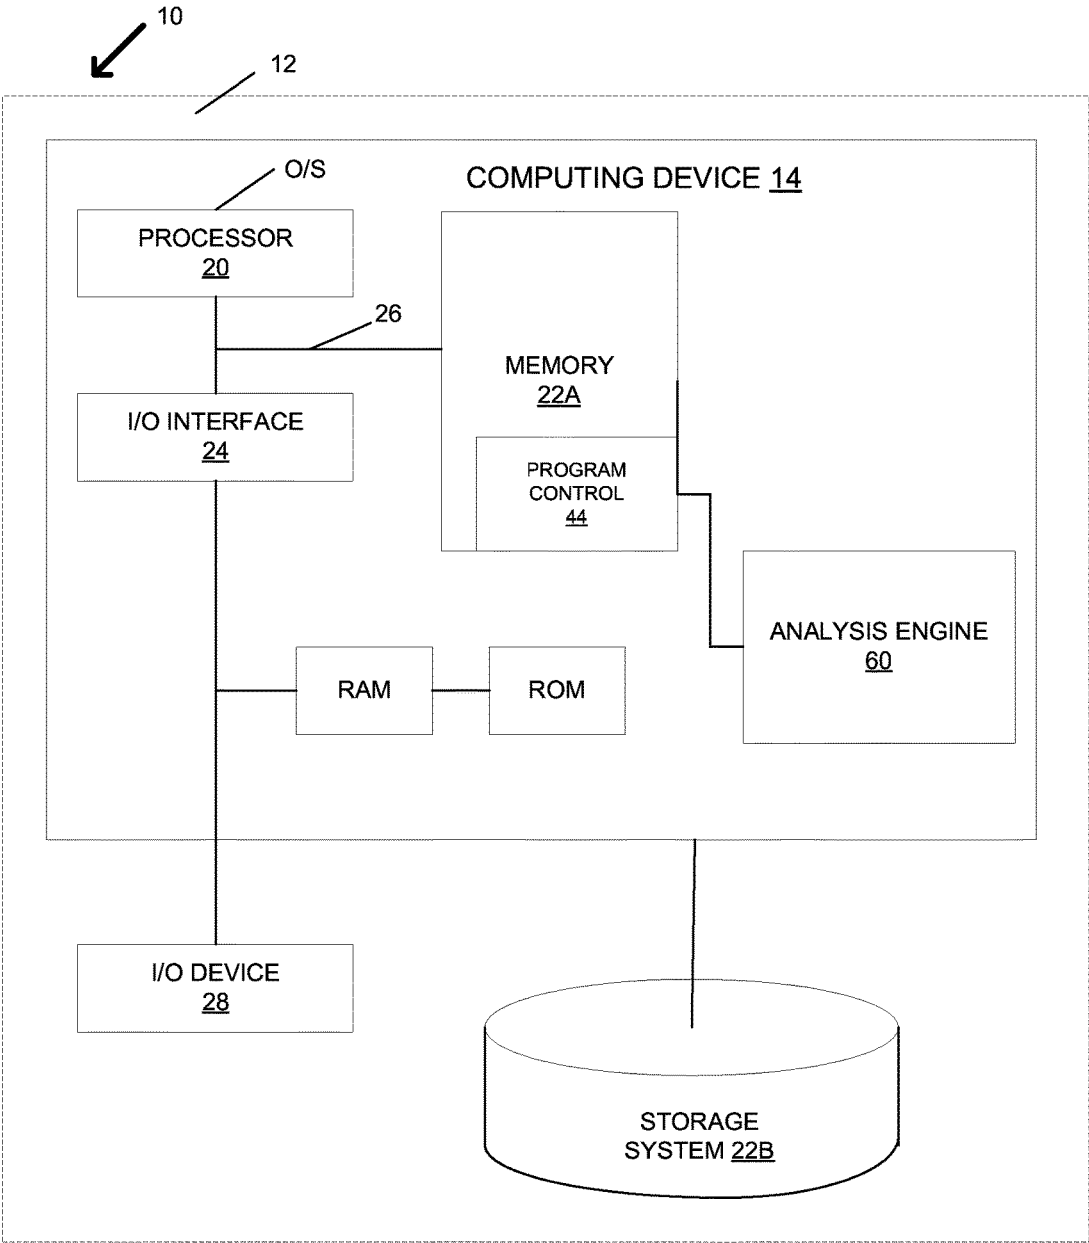 10
12
O/S
COMPUTING DEVICE 14
PROCESSOR
20
26
MEMORY
22A
I/O INTERFACE
24
PROGRAM
CONTROL
44
ANALYSIS ENGINE
60
RAM
ROM
I/O DEVICE
28
STORAGE
SYSTEM 22B